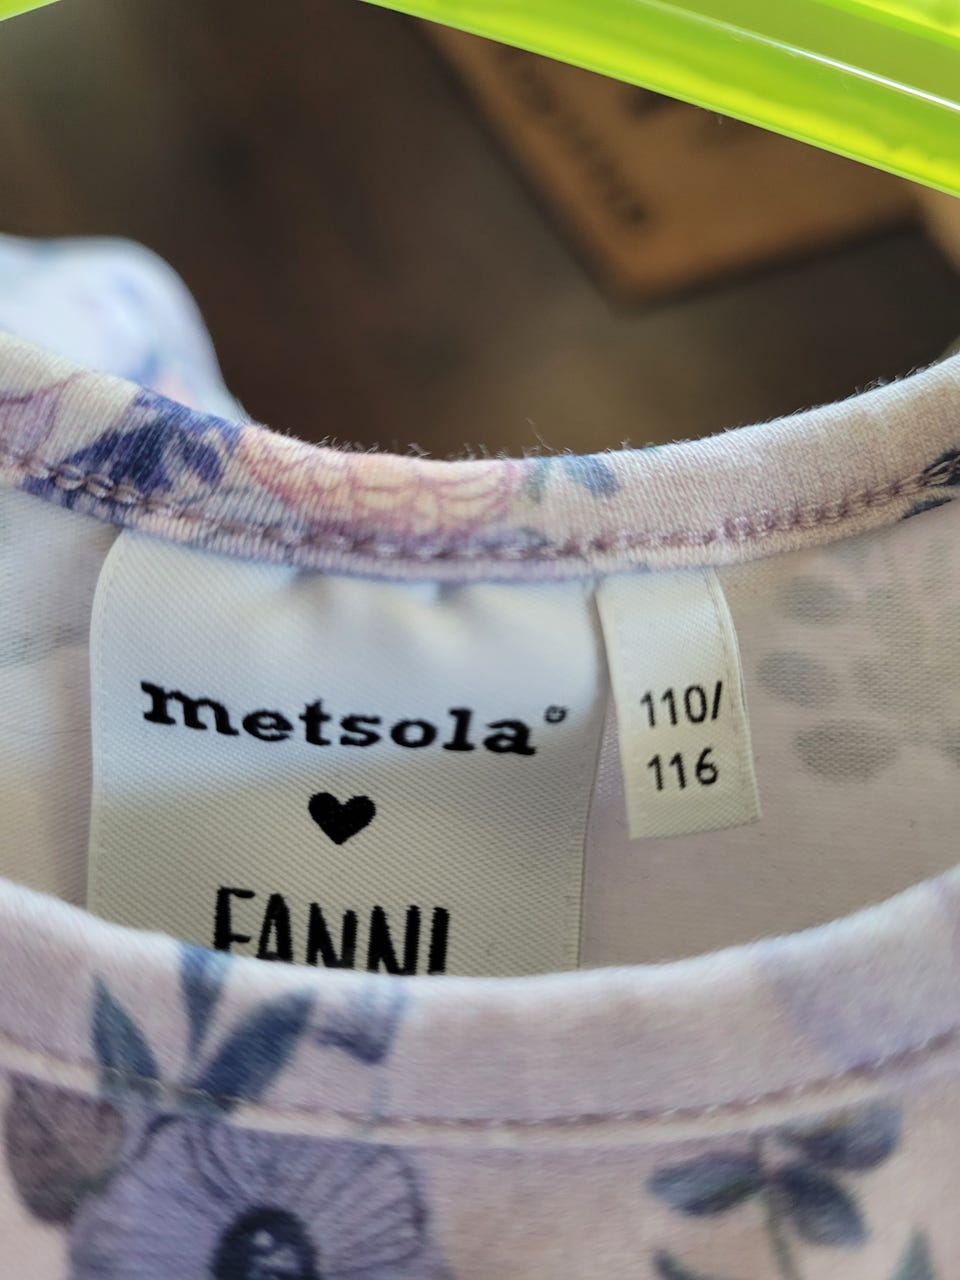 metsola
FANNI
110/
116